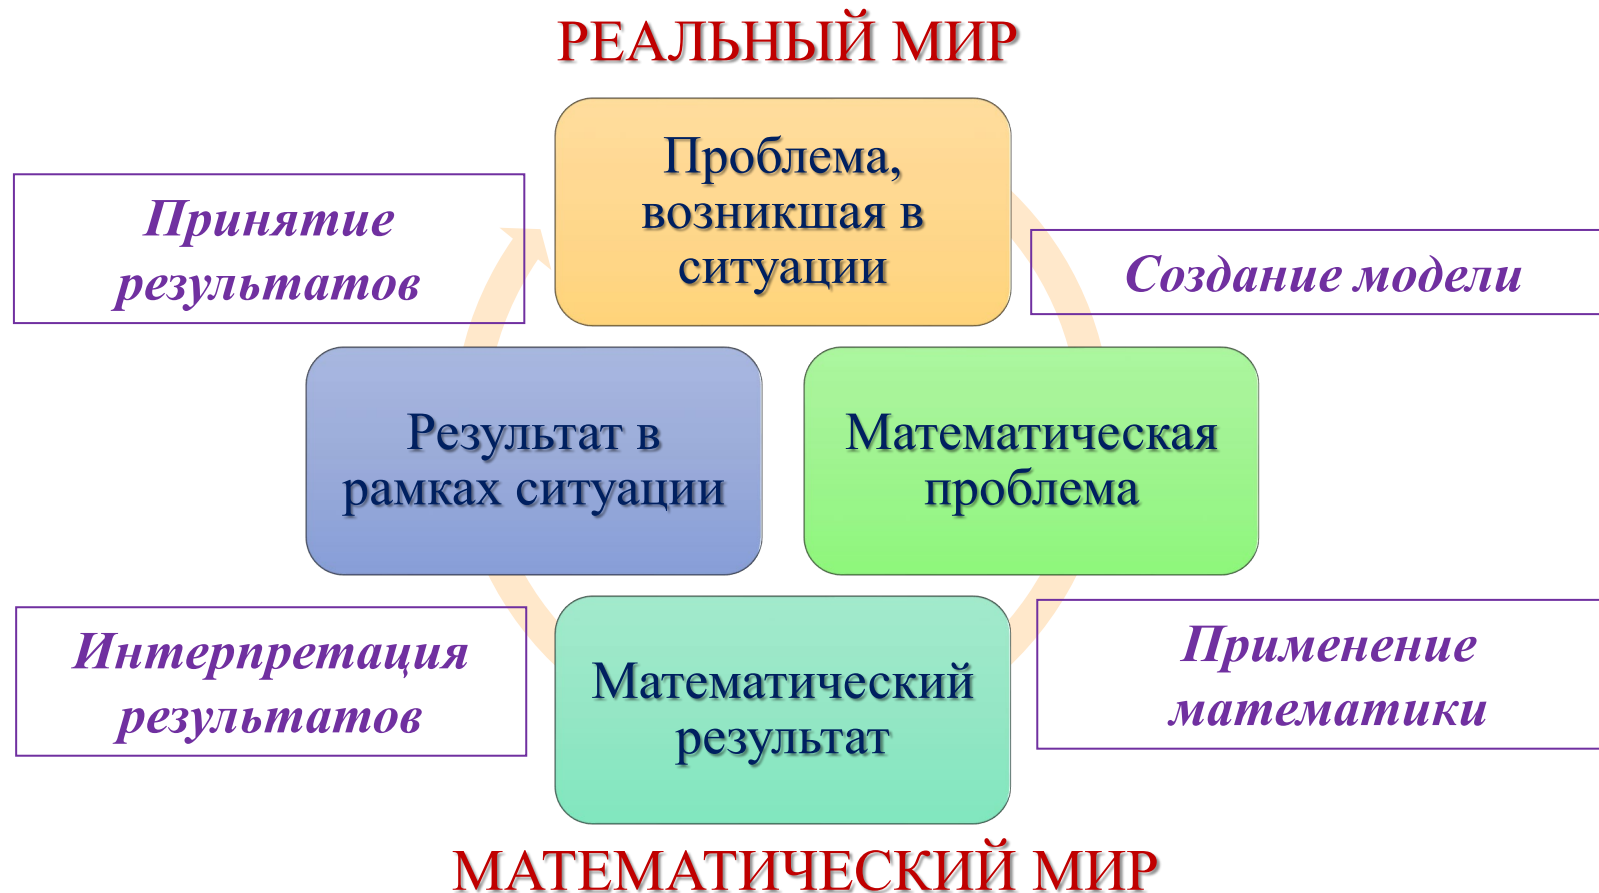 РЕАЛЬНЫЙ МИР
Проблема,
возникшая в
ситуации
Принятие
результатов
Создание модели
Результат в
рамках ситуации
Математическая
проблема
Интерпретация
результатов
Математический
результат
Применение
математики
МАТЕМАТИЧЕСКИЙ МИР